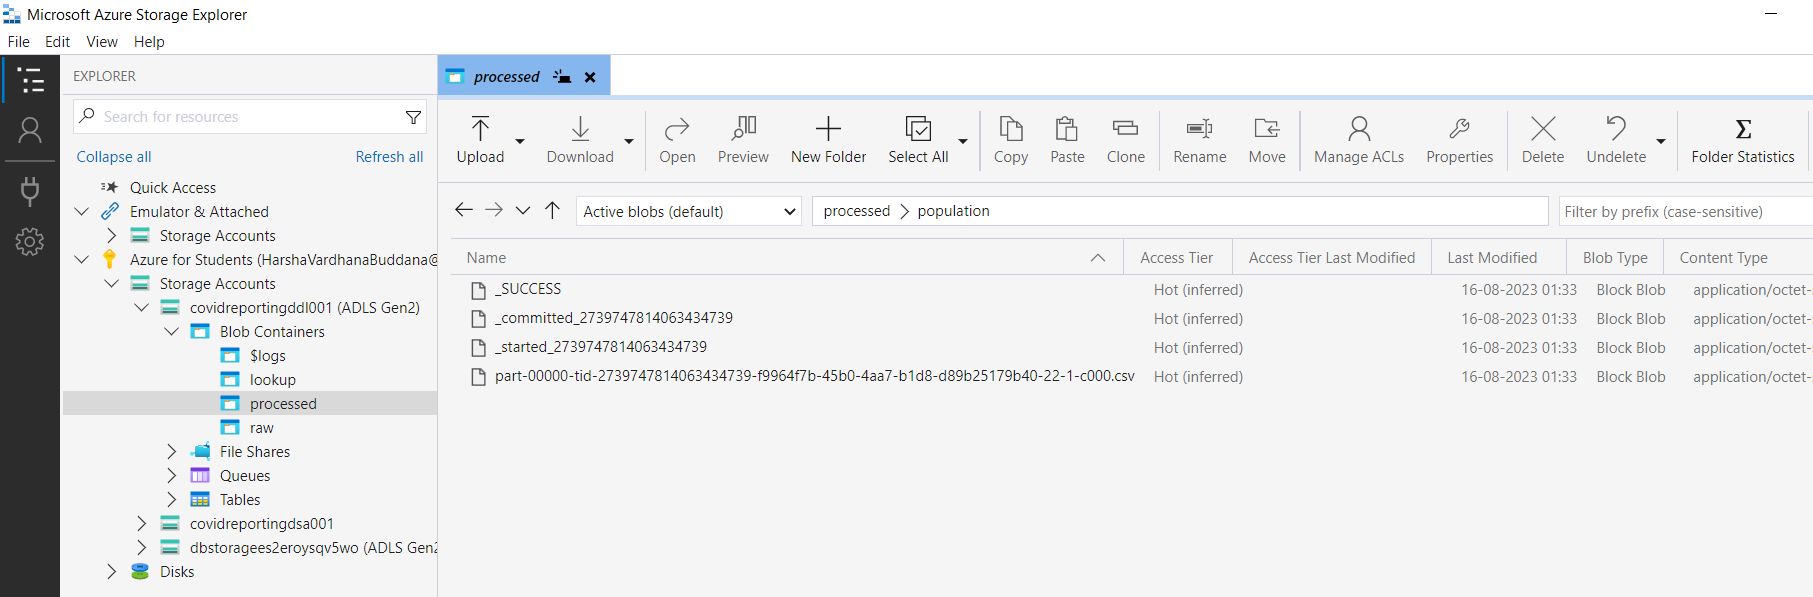 Microsoft Azure Storage Explorer
File Edit View Help
EXPLORER
Search for resources
Collapse all Refresh all
Quick Access
Emulator & Attached
Storage Accounts
Azure for Students (HarshaVardhanaBuddana@
Storage Accounts
covidreportingddl001 (ADLS Gen2)
Blob Containers
$logs
lookup
processed
raw
File Shares
Queues
Tables
covidreportingdsa001
dbstoragees2eroysqv5wo (ADLS Gen2
Disks
processed
Upload Download Open Preview New Folder Select All Copy Paste Clone Rename Move Manage ACLs Properties Delete Undelete Folder Statistics
Active blobs (default) processed population Filter by prefix (case-sensitive)
Name Access Tier Access Tier Last Modified Last Modified Blob Type Content Type
_SUCCESS Hot (inferred) 16-08-2023 01:33 Block Blob application/octet-
_committed_2739747814063434739 Hot (inferred) 16-08-2023 01:33 Block Blob application/octet-
_started_2739747814063434739 Hot (inferred) 16-08-2023 01:33 Block Blob application/octet-
part-00000-tid-2739747814063434739-f9964f7b-45b0-4aa7-b1d8-d89b25179b40-22-1-c000.csv Hot (inferred) 16-08-2023 01:33 Block Blob application/octet-